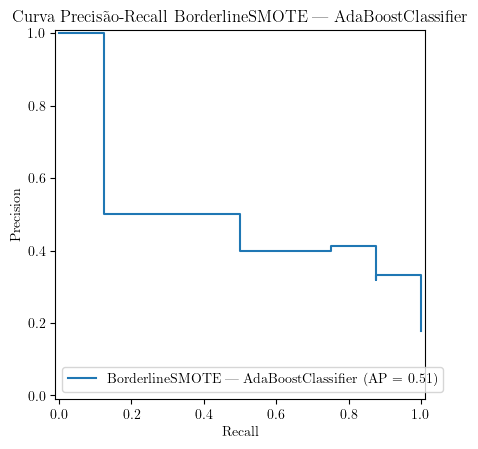 Curva Precisão-Recall BorderlineSMOTE — AdaBoostClassifier
1.0
0.8
0.6
0.4
0.2
0.0
Precision
BorderlineSMOTE — AdaBoostClassifier (AP = 0.51)
0.0 0.2 0.4 0.6 0.8 1.0
Recall